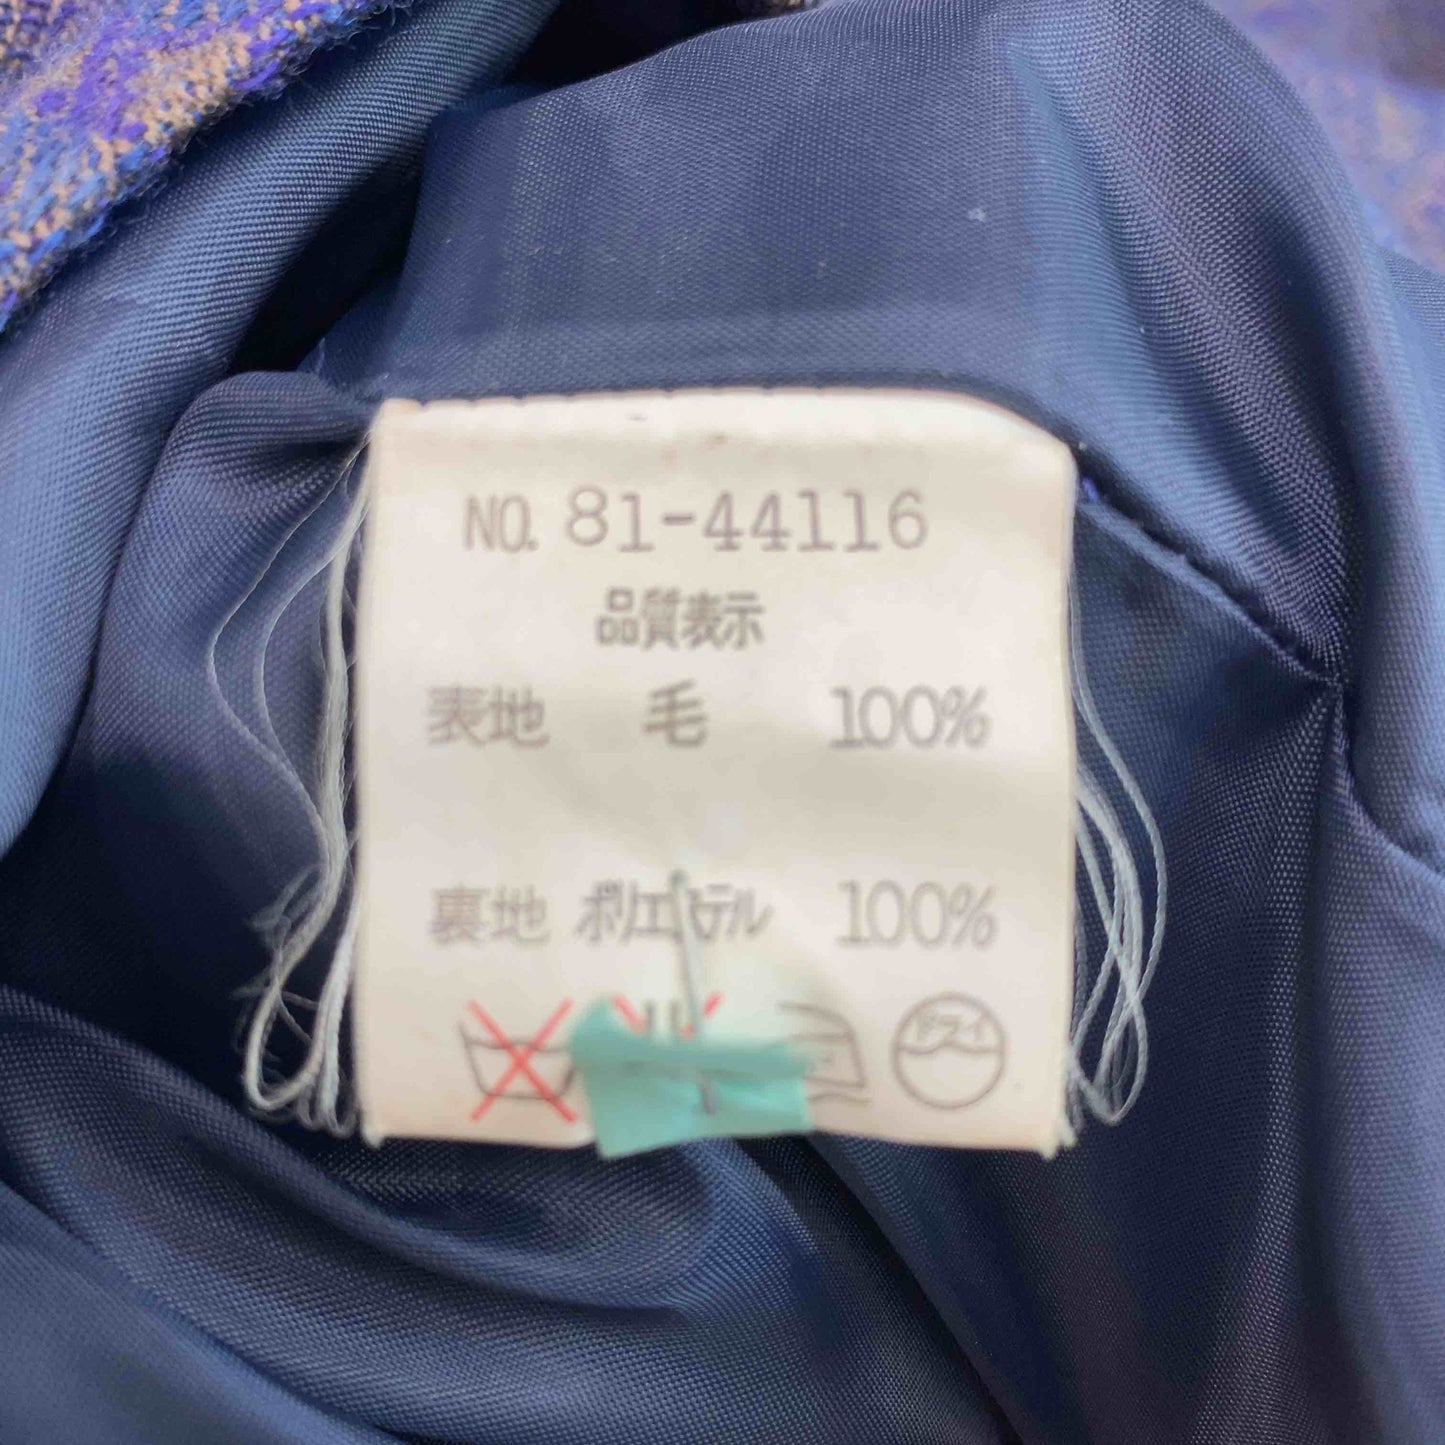 NO. 81-44116
品質表示
表地 毛 100%
裏地 ポリエステル 100%
ドライ